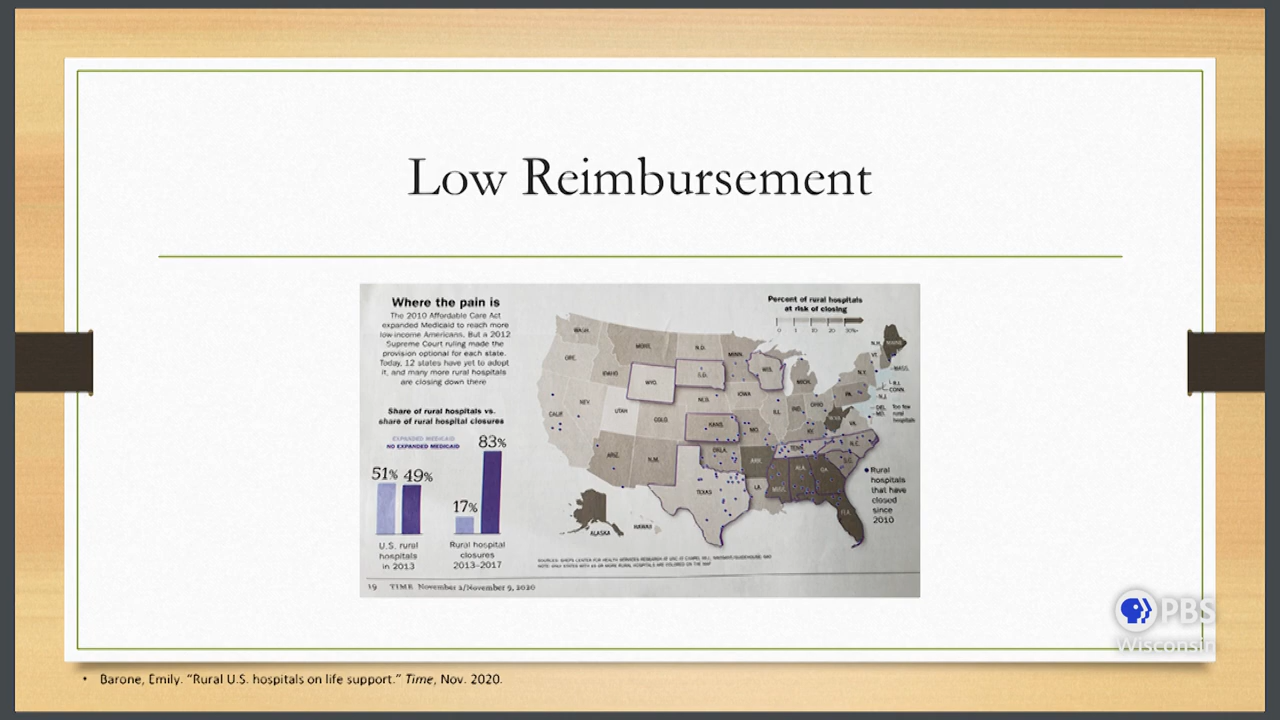 Low Reimbursement
Where the pain is
The 2010 Affordable Care Act
expanded Medicaid to reach more
low-income Americans. But a 2012
Supreme Court ruling made the
provision optional for each state.
Today, 12 states have yet to adopt
it, and many more rural hospitals
are closing down there
Share of rural hospitals vs.
share of rural hospital closures
EXPANDED MEDICAID
NO EXPANDED MEDICAID
51% 49%
17%
83%
U.S. rural
hospitals
in 2013
Rural hospital
closures
2013–2017
Percent of rural hospitals
at risk of closing
0 1 10 20 30%+
WASH.
ORE.
CALIF.
NEV.
IDAHO
MONT.
WYO.
UTAH
COLO.
ARIZ.
N.M.
N.D.
S.D.
NEB.
KANS.
OKLA.
TEXAS
MINN.
IOWA
MO.
ARK.
LA.
WIS.
ILL.
MICH.
IND.
OHIO
KY.
TENN.
MISS.
ALA.
GA.
FLA.
S.C.
N.C.
VA.
W.VA.
PA.
N.Y.
VT.
N.H.
MAINE
MASS.
R.I.
CONN.
N.J.
DEL.
MD.
Too few
rural
hospitals
ALASKA
HAWAII
Rural
hospitals
that have
closed
since
2010
19 TIME November 2/November 9, 2020
PBS
Wisconsin
• Barone, Emily. “Rural U.S. hospitals on life support.” Time, Nov. 2020.